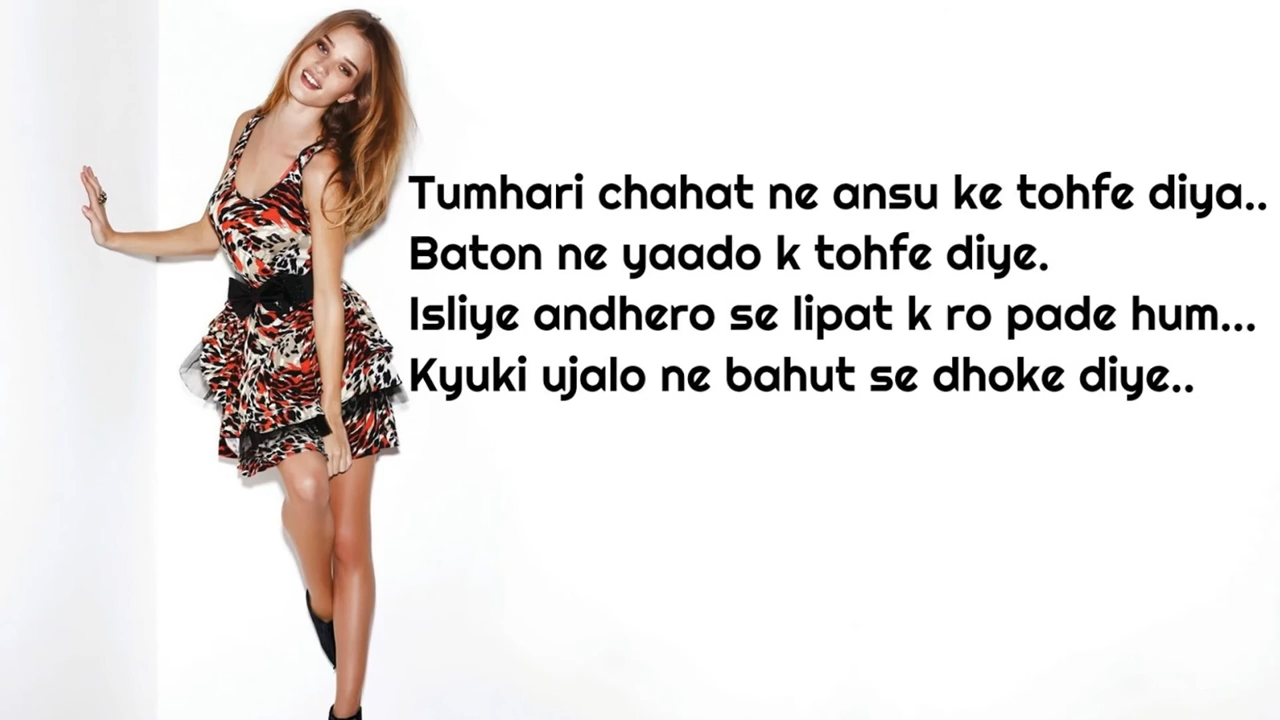 Tumhari chahat ne ansu ke tohfe diya..
Baton ne yaado k tohfe diye.
Isliye andhero se lipat k ro pade hum...
Kyuki ujalo ne bahut se dhoke diye..